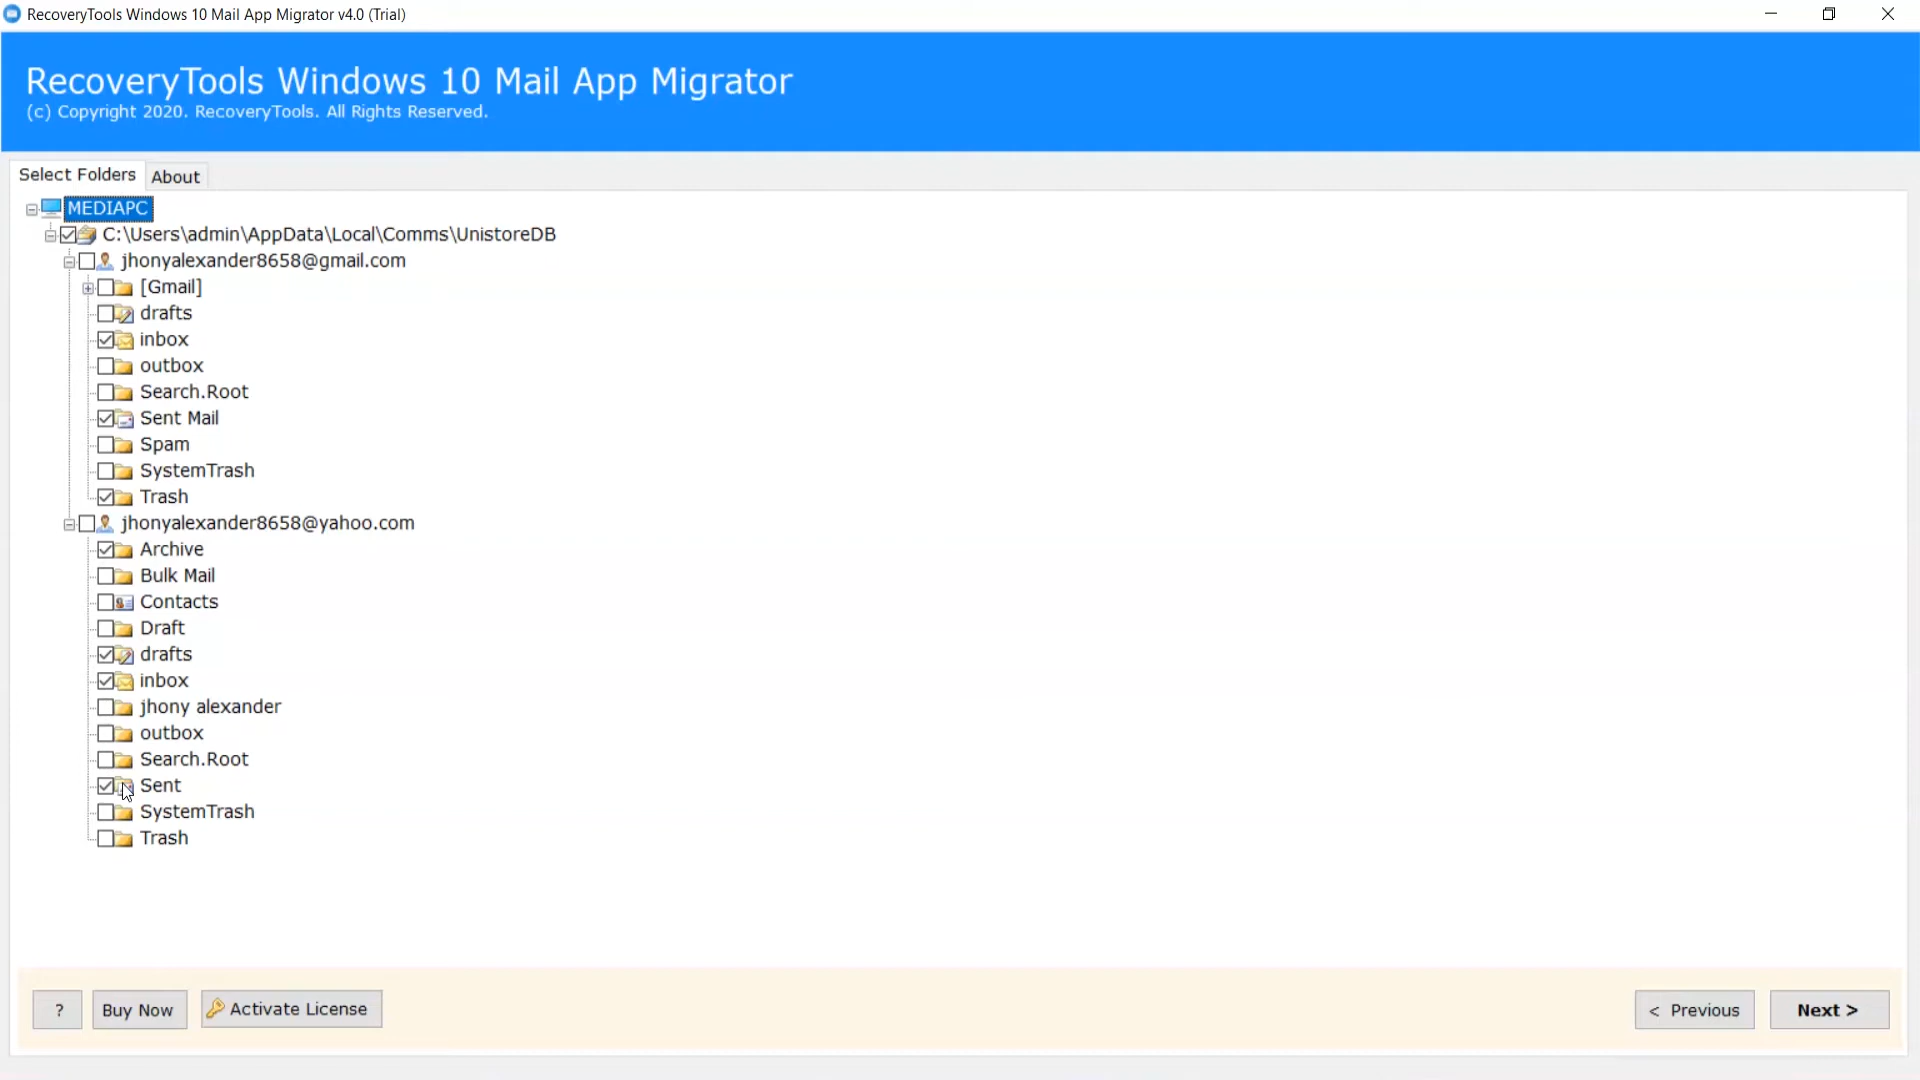 RecoveryTools Windows 10 Mail App Migrator v4.0 (Trial)
RecoveryTools Windows 10 Mail App Migrator
(c) Copyright 2020. RecoveryTools. All Rights Reserved.
Select Folders About
MEDIAPC
C:\Users\admin\AppData\Local\Comms\UnistoreDB
jhonyalexander8658@gmail.com
[Gmail]
drafts
inbox
outbox
Search.Root
Sent Mail
Spam
SystemTrash
Trash
jhonyalexander8658@yahoo.com
Archive
Bulk Mail
Contacts
Draft
drafts
inbox
jhony alexander
outbox
Search.Root
Sent
SystemTrash
Trash
? Buy Now Activate License < Previous Next >